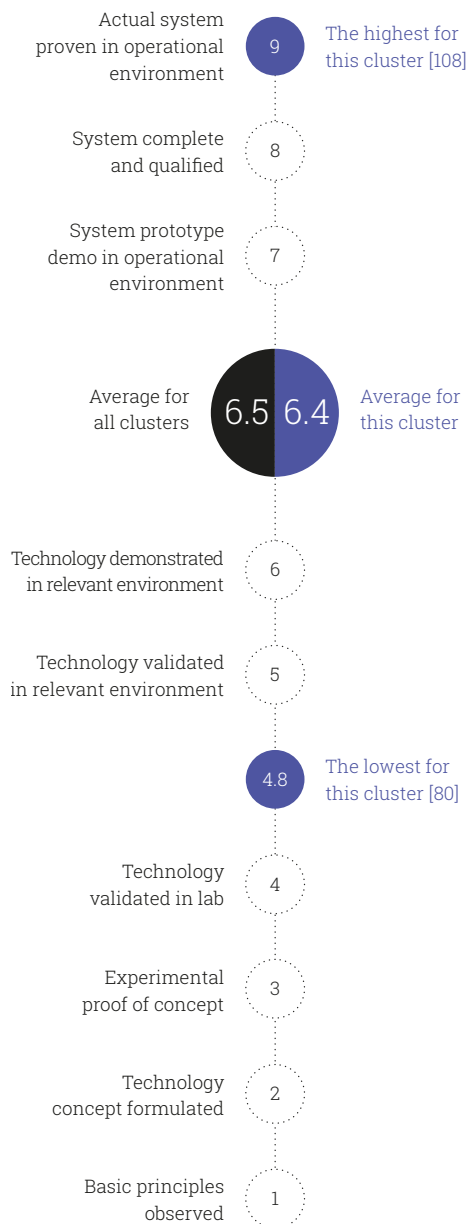 Actual system
proven in operational
environment
9
The highest for
this cluster [108]
System complete
and qualified
8
System prototype
demo in operational
environment
7
Average for
all clusters
6.5
6.4
Average for
this cluster
Technology demonstrated
in relevant environment
6
Technology validated
in relevant environment
5
4.8
The lowest for
this cluster [80]
Technology
validated in lab
4
Experimental
proof of concept
3
Technology
concept formulated
2
Basic principles
observed
1